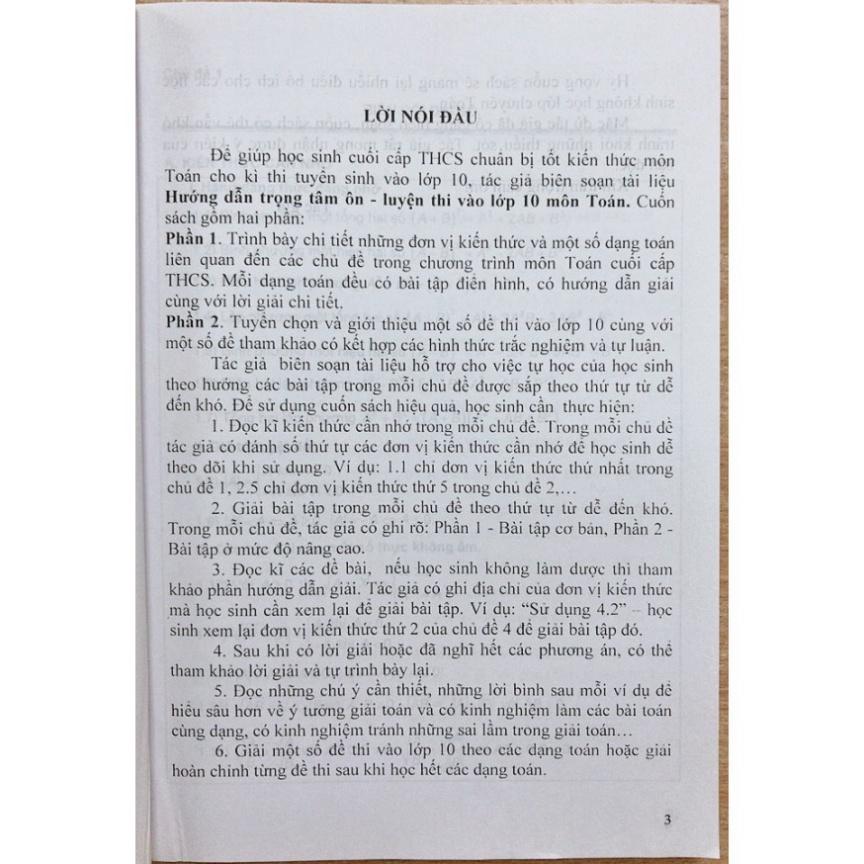 LỜI NÓI ĐẦU
Để giúp học sinh cuối cấp THCS chuẩn bị tốt kiến thức môn
Toán cho kì thi tuyển sinh vào lớp 10, tác giả biên soạn tài liệu
Hướng dẫn trọng tâm ôn - luyện thi vào lớp 10 môn Toán. Cuốn
sách gồm hai phần:
Phần 1. Trình bày chi tiết những đơn vị kiến thức và một số dạng toán
liên quan đến các chủ đề trong chương trình môn Toán cuối cấp
THCS. Mỗi dạng toán đều có bài tập điển hình, có hướng dẫn giải
cùng với lời giải chi tiết.
Phần 2. Tuyển chọn và giới thiệu một số đề thi vào lớp 10 cùng với
một số đề tham khảo có kết hợp các hình thức trắc nghiệm và tự luận.
Tác giả biên soạn tài liệu hỗ trợ cho việc tự học của học sinh
theo hướng các bài tập trong mỗi chủ đề được sắp theo thứ tự từ dễ
đến khó. Để sử dụng cuốn sách hiệu quả, học sinh cần thực hiện:
1. Đọc kĩ kiến thức cần nhớ trong mỗi chủ đề. Trong mỗi chủ đề
tác giả có đánh số thứ tự các đơn vị kiến thức cần nhớ để học sinh dễ
theo dõi khi sử dụng. Ví dụ: 1.1 chỉ đơn vị kiến thức thứ nhất trong
chủ đề 1, 2.5 chỉ đơn vị kiến thức thứ 5 trong chủ đề 2,…
2. Giải bài tập trong mỗi chủ đề theo thứ tự từ dễ đến khó.
Trong mỗi chủ đề, tác giả có ghi rõ: Phần 1 - Bài tập cơ bản, Phần 2 -
Bài tập ở mức độ nâng cao.
3. Đọc kĩ các đề bài, nếu học sinh không làm được thì tham
khảo phần hướng dẫn giải. Tác giả có ghi địa chỉ của đơn vị kiến thức
mà học sinh cần xem lại để giải bài tập. Ví dụ: “Sử dụng 4.2” – học
sinh xem lại đơn vị kiến thức thứ 2 của chủ đề 4 để giải bài tập đó.
4. Sau khi có lời giải hoặc đã nghĩ hết các phương án, có thể
tham khảo lời giải và tự trình bày lại.
5. Đọc những chú ý cần thiết, những lời bình sau mỗi ví dụ để
hiểu sâu hơn về ý tưởng giải toán và có kinh nghiệm làm các bài toán
cùng dạng, có kinh nghiệm tránh những sai lầm trong giải toán…
6. Giải một số đề thi vào lớp 10 theo các dạng toán hoặc giải
hoàn chỉnh từng đề thi sau khi học hết các dạng toán.
3